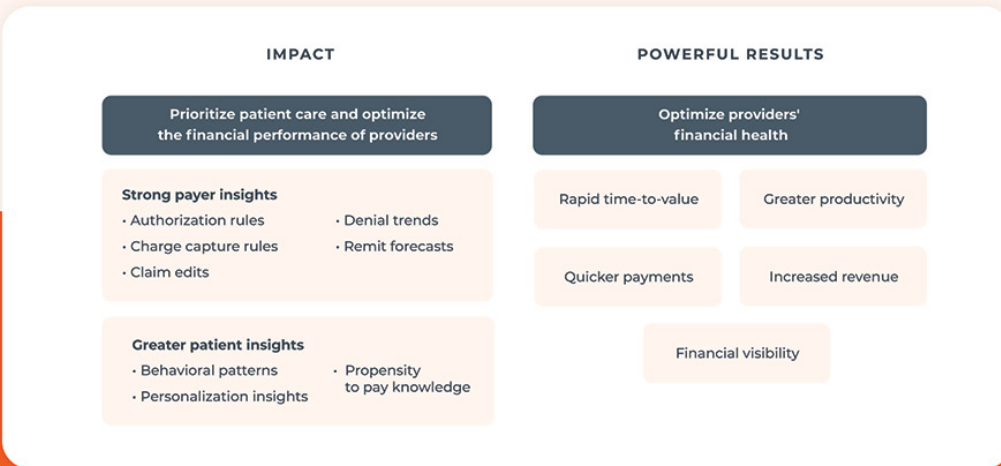 IMPACT
Prioritize patient care and optimize
the financial performance of providers
Strong payer insights
• Authorization rules
• Charge capture rules
• Claim edits
• Denial trends
• Remit forecasts
Greater patient insights
• Behavioral patterns
• Personalization insights
• Propensity
to pay knowledge
POWERFUL RESULTS
Optimize providers'
financial health
Rapid time-to-value
Greater productivity
Quicker payments
Increased revenue
Financial visibility